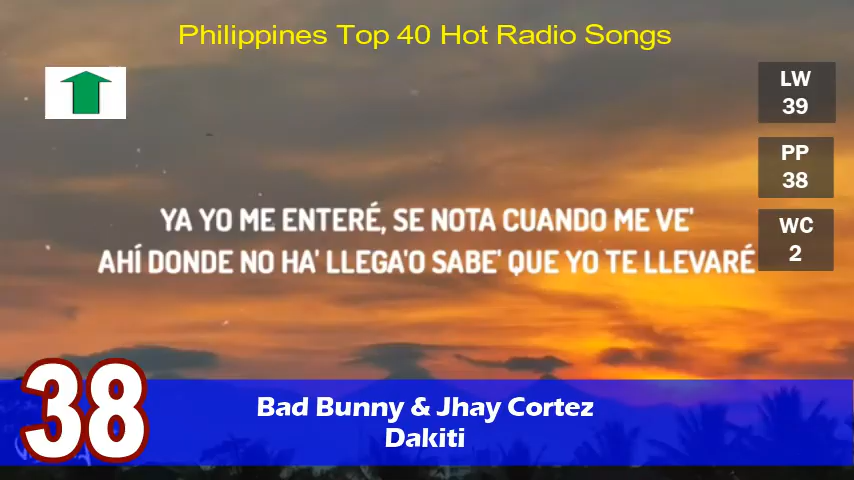 Philippines Top 40 Hot Radio Songs
LW
39
PP
38
WC
2
YA YO ME ENTERÉ, SE NOTA CUANDO ME VE'
AHÍ DONDE NO HA' LLEGA'O SABE' QUE YO TE LLEVARÉ
38
Bad Bunny & Jhay Cortez
Dakiti